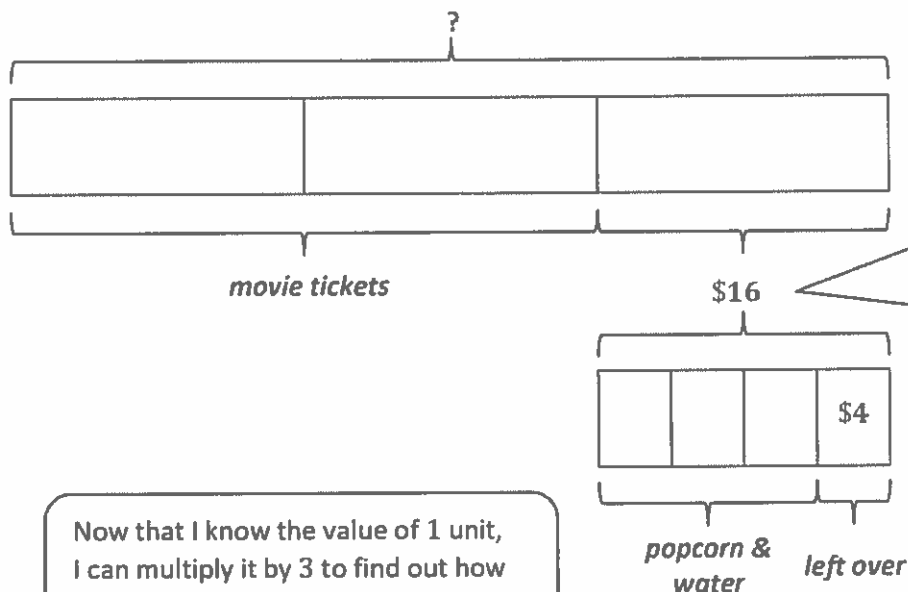 ?
movie tickets
$16
$4
popcorn &
water
left over
Now that I know the value of 1 unit,
I can multiply it by 3 to find out how